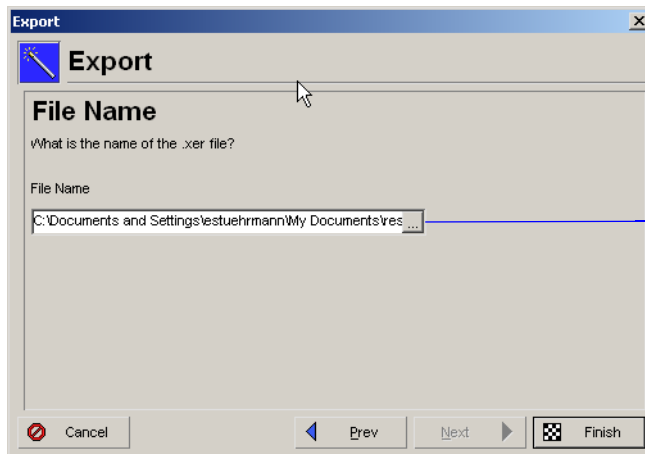 Export
Export
File Name
What is the name of the .xer file?
File Name
C:\Documents and Settings\estuehrmann\My Documents\res ...
Cancel
Prev
Next
Finish